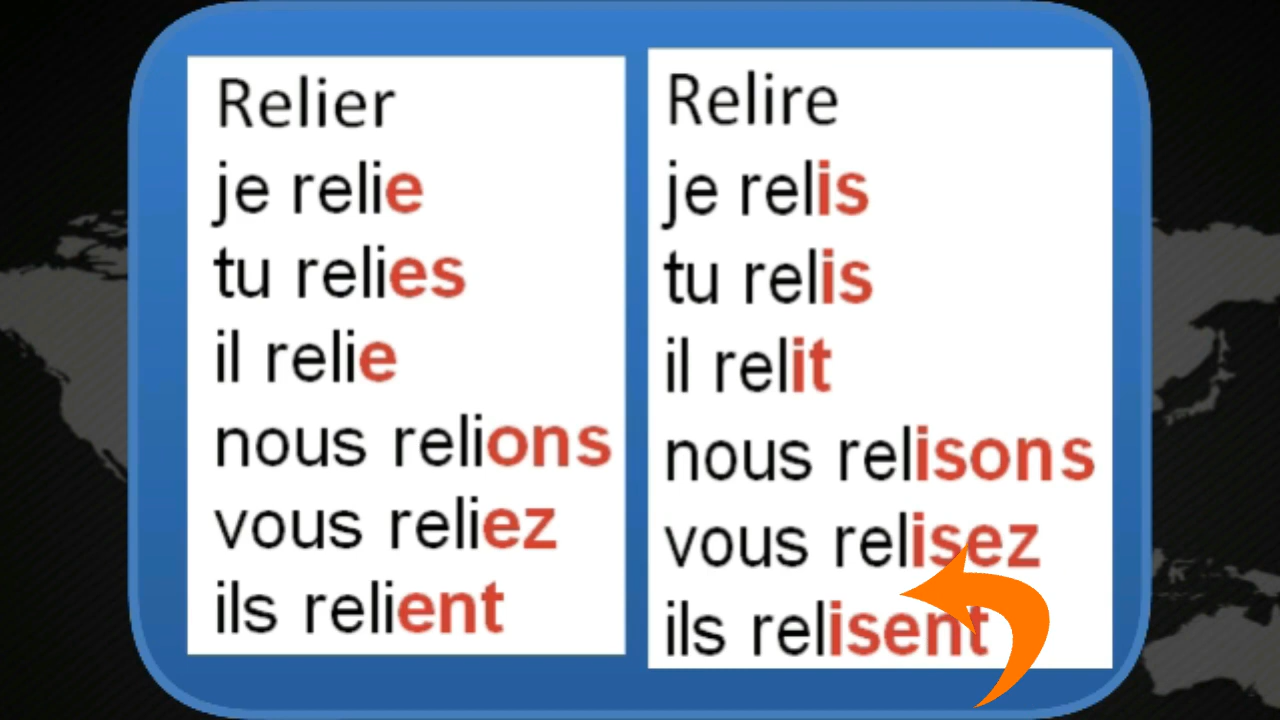 Relier
je relie
tu relies
il relie
nous relions
vous reliez
ils relient
Relire
je relis
tu relis
il relit
nous relisons
vous relisez
ils relisent